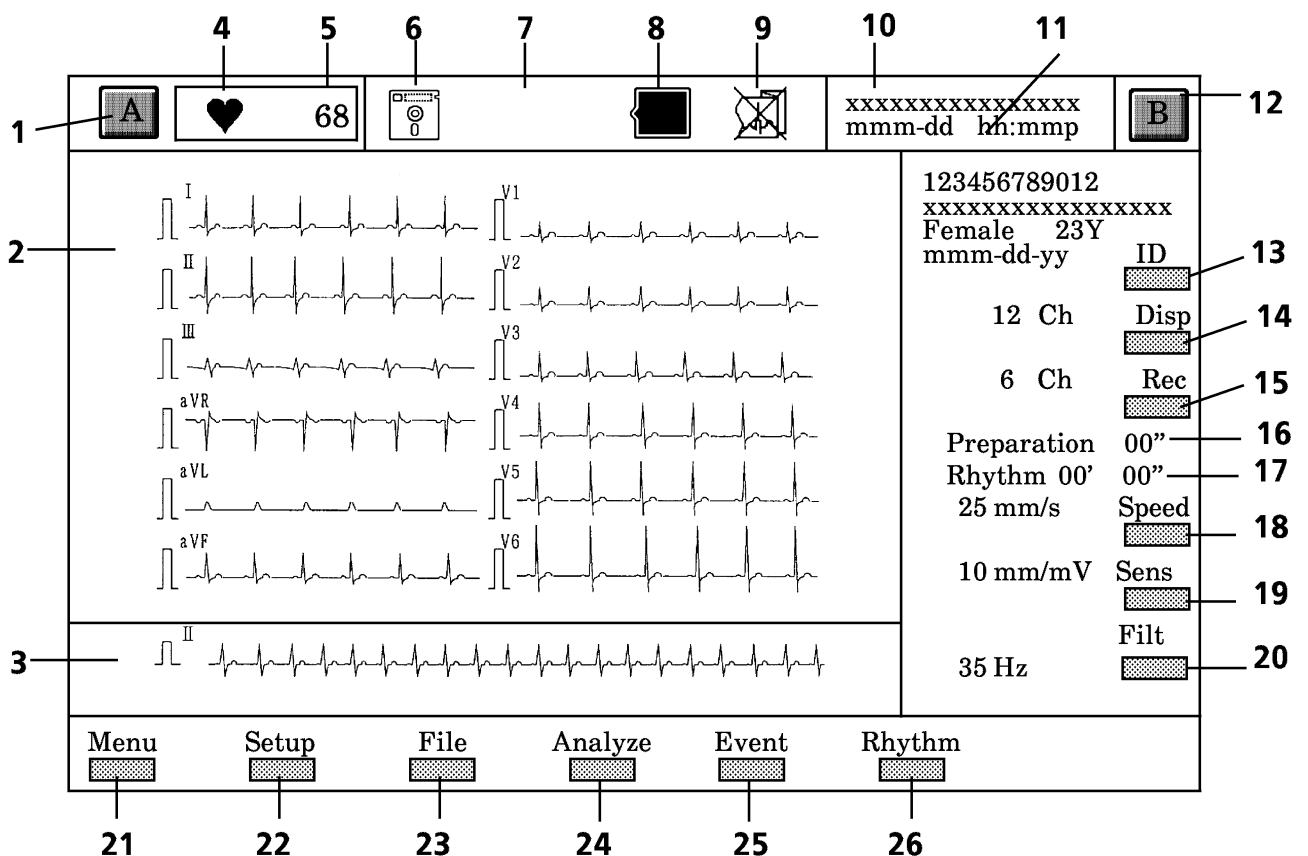 4 5 6 7 8 9 10 11
A 68 xxxxxxxxxxxxxxxx B 12
1 mmm-dd hh:mmp
123456789012
xxxxxxxxxxxxxxxxx
Female 23Y
mmm-dd-yy ID 13
2
I V1
II V2
III V3
aVR V4
aVL V5
aVF V6
12 Ch Disp 14
6 Ch Rec 15
Preparation 00” 16
Rhythm 00’ 00” 17
25 mm/s Speed 18
10 mm/mV Sens 19
Filt
35 Hz 20
3 II
Menu Setup File Analyze Event Rhythm
21 22 23 24 25 26